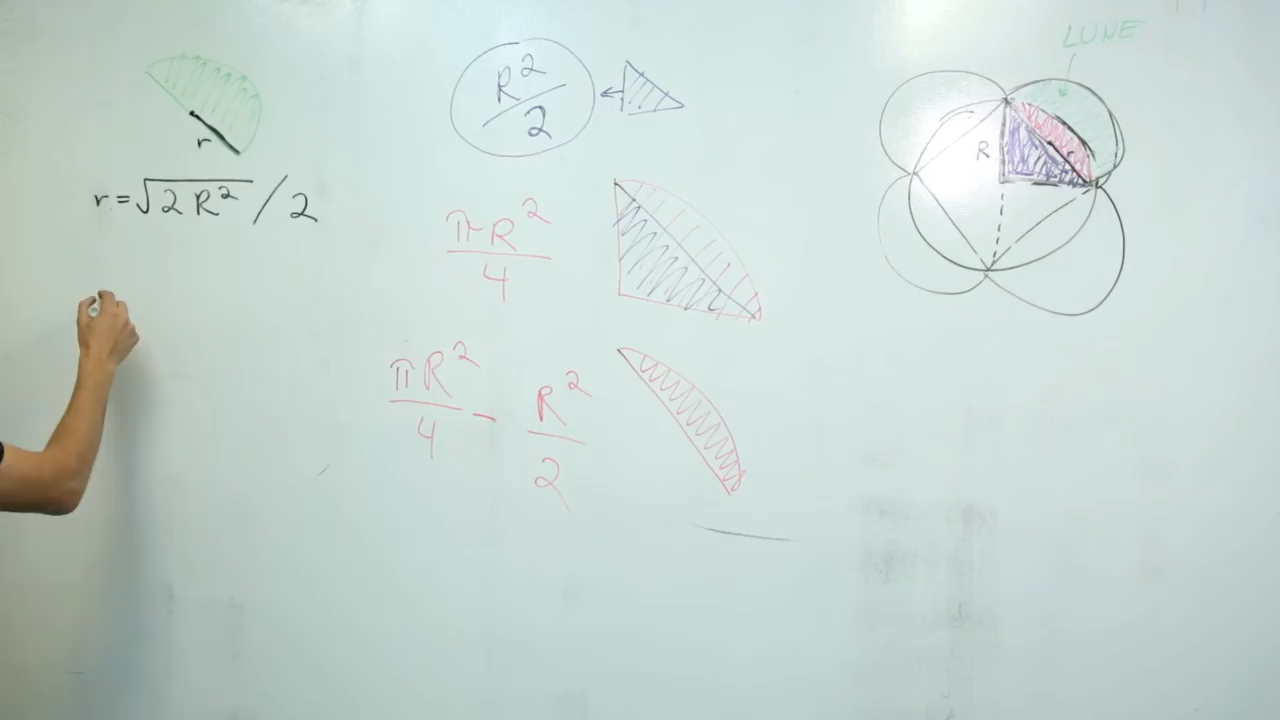 r
r = √2R² / 2
R²/2
πR²/4
πR²/4 - R²/2
LUNE
R